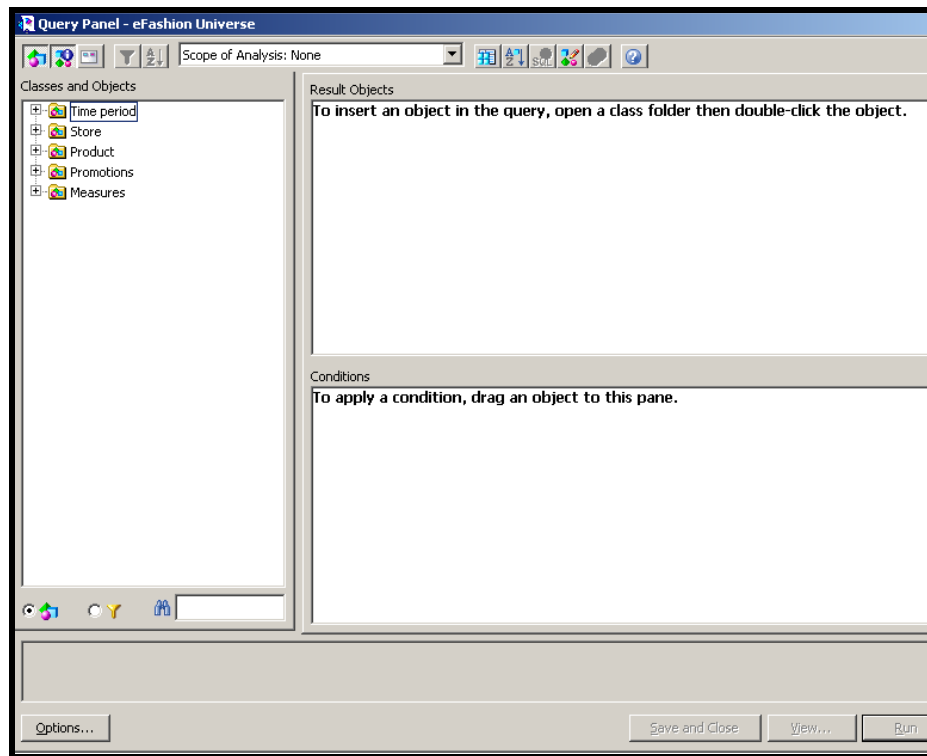 Query Panel - eFashion Universe
Scope of Analysis: None
Classes and Objects
Time period
Store
Product
Promotions
Measures
Result Objects
To insert an object in the query, open a class folder then double-click the object.
Conditions
To apply a condition, drag an object to this pane.
Options...
Save and Close
View...
Run